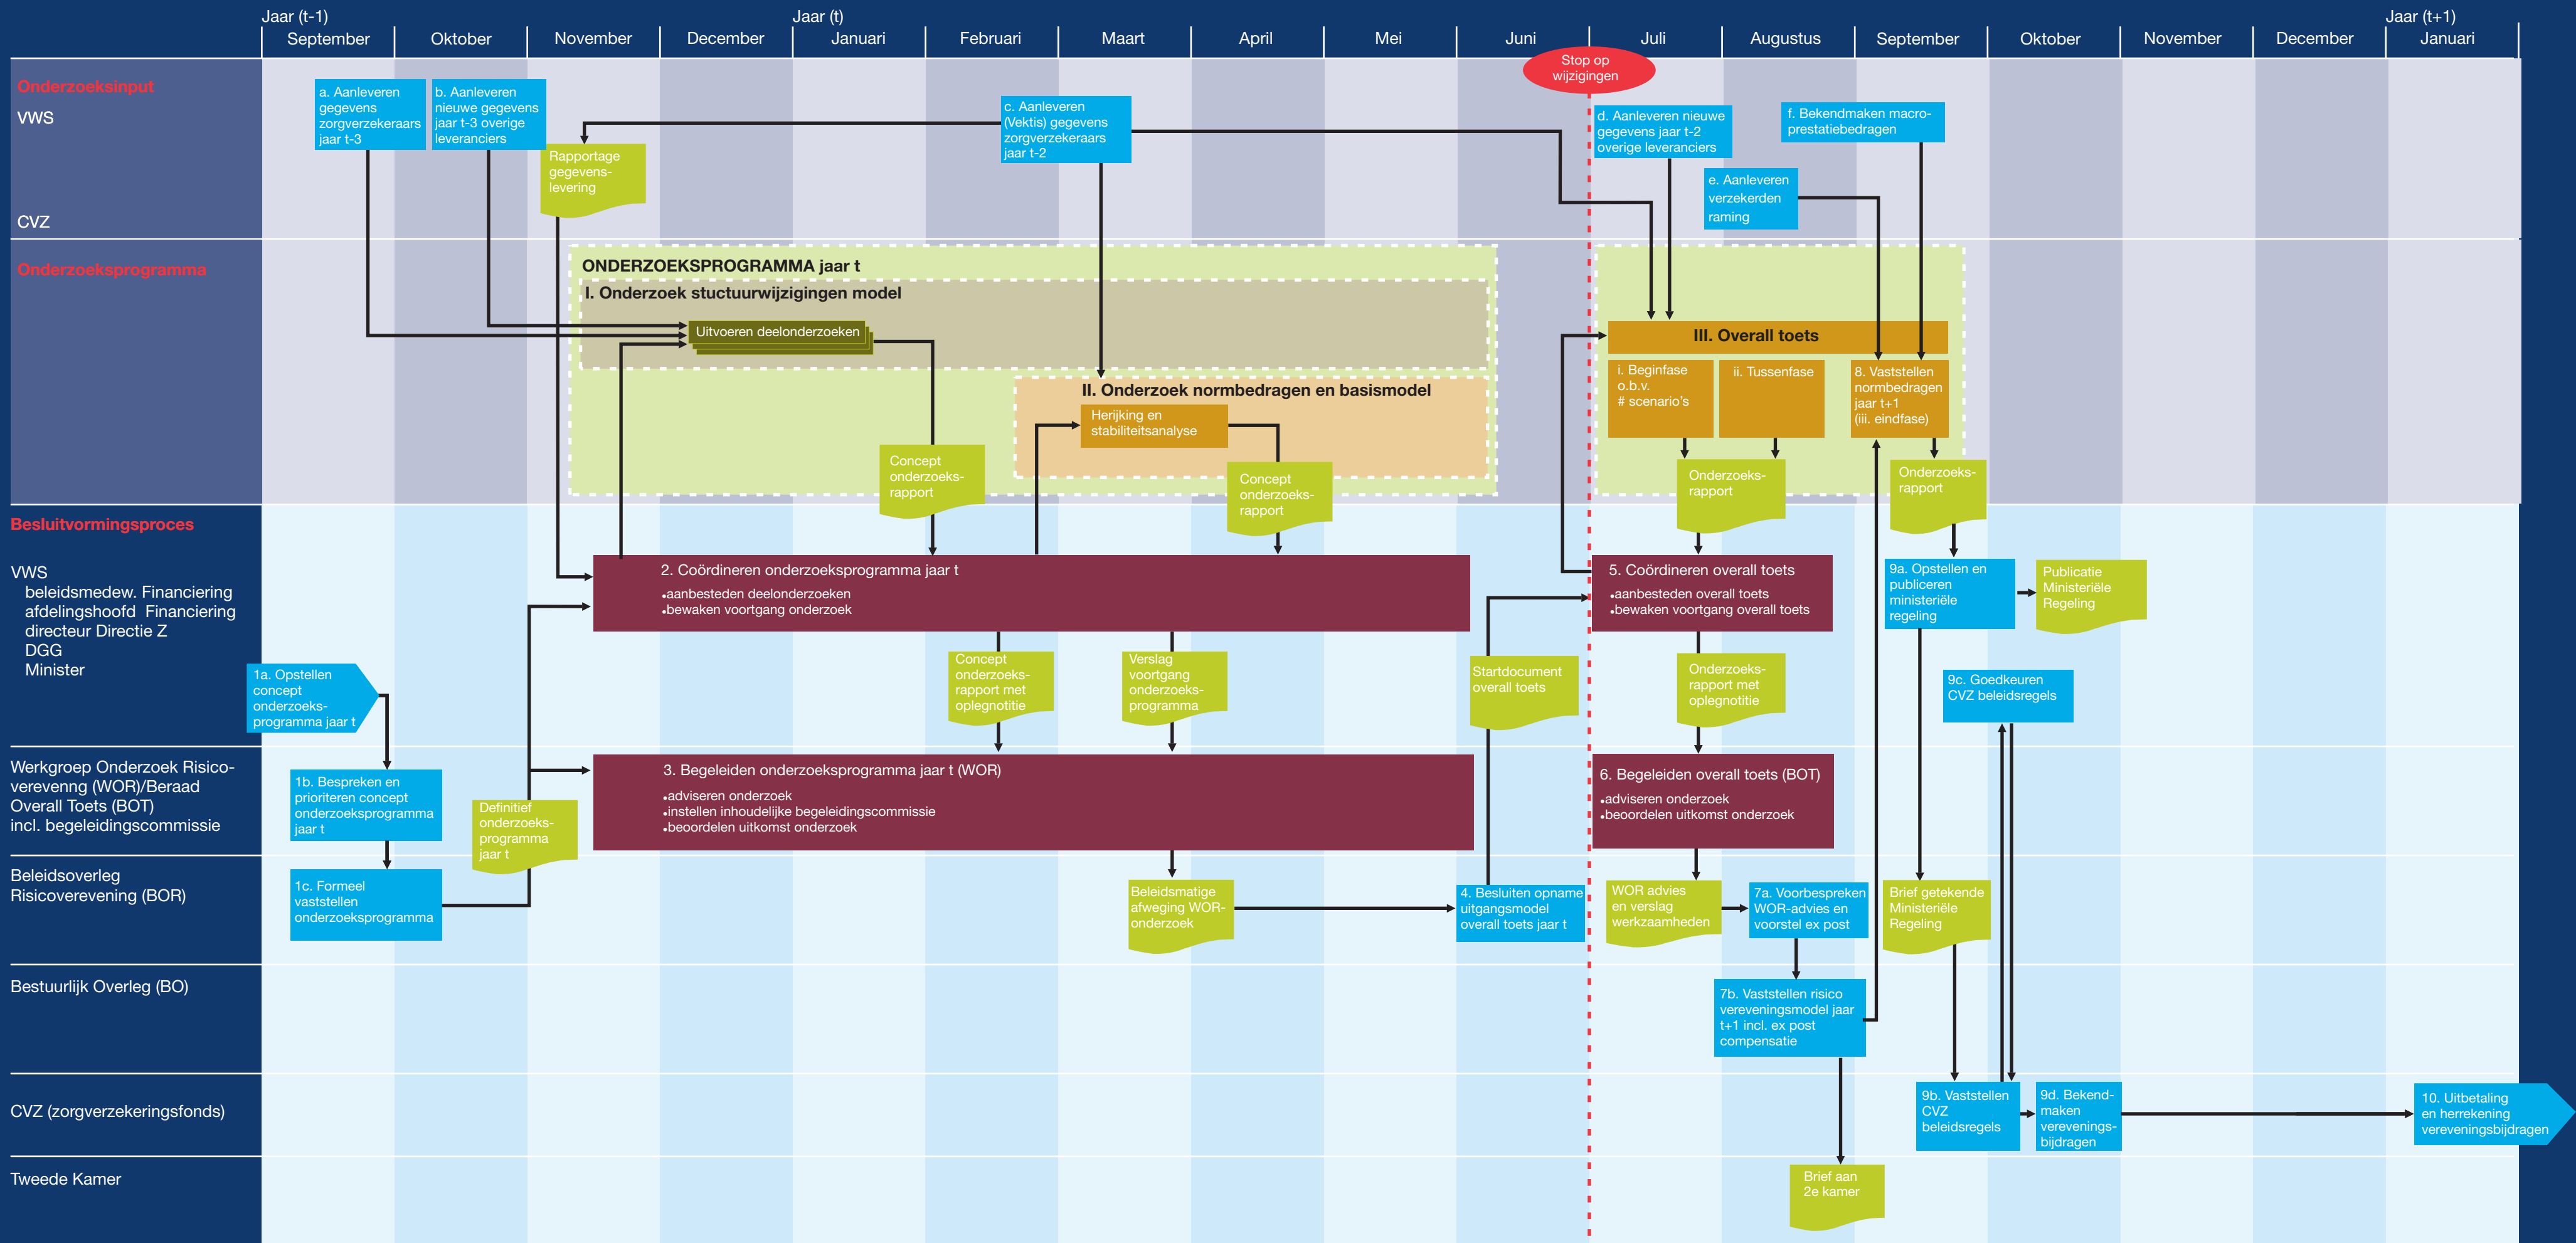 Jaar (t-1)
Jaar (t)
Jaar (t+1)
September
Oktober
November
December
Januari
Februari
Maart
April
Mei
Juni
Juli
Augustus
September
Oktober
November
December
Januari
Stop op
wijzigingen
Onderzoeksinput
VWS
CVZ
a. Aanleveren
gegevens
zorgverzekeraars
jaar t-3
b. Aanleveren
nieuwe gegevens
jaar t-3 overige
leveranciers
Rapportage
gegevens-
levering
c. Aanleveren
(Vektis) gegevens
zorgverzekeraars
jaar t-2
d. Aanleveren nieuwe
gegevens jaar t-2
overige leveranciers
e. Aanleveren
verzekerden
raming
f. Bekendmaken macro-
prestatiebedragen
Onderzoeksprogramma
ONDERZOEKSPROGRAMMA jaar t
I. Onderzoek stuctuurwijzigingen model
Uitvoeren deelonderzoeken
II. Onderzoek normbedragen en basismodel
Herijking en
stabiliteitsanalyse
Concept
onderzoeks-
rapport
Concept
onderzoeks-
rapport
III. Overall toets
i. Beginfase
o.b.v.
# scenario's
ii. Tussenfase
8. Vaststellen
normbedragen
jaar t+1
(iii. eindfase)
Onderzoeks-
rapport
Onderzoeks-
rapport
Besluitvormingsproces
VWS
beleidsmedew. Financiering
afdelingshoofd  Financiering
directeur Directie Z
DGG
Minister
1a. Opstellen
concept
onderzoeks-
programma jaar t
2. Coördineren onderzoeksprogramma jaar t
•aanbesteden deelonderzoeken
•bewaken voortgang onderzoek
Concept
onderzoeks-
rapport met
oplegnotitie
Verslag
voortgang
onderzoeks-
programma
Startdocument
overall toets
5. Coördineren overall toets
•aanbesteden overall toets
•bewaken voortgang overall toets
Onderzoeks-
rapport met
oplegnotitie
9a. Opstellen en
publiceren
ministeriële
regeling
Publicatie
Ministeriële
Regeling
9c. Goedkeuren
CVZ beleidsregels
Werkgroep Onderzoek Risico-
verevenng (WOR)/Beraad
Overall Toets (BOT)
incl. begeleidingscommissie
1b. Bespreken en
prioriteren concept
onderzoeksprogramma
jaar t
Definitief
onderzoeks-
programma
jaar t
3. Begeleiden onderzoeksprogramma jaar t (WOR)
•adviseren onderzoek
•instellen inhoudelijke begeleidingscommissie
•beoordelen uitkomst onderzoek
6. Begeleiden overall toets (BOT)
•adviseren onderzoek
•beoordelen uitkomst onderzoek
Beleidsoverleg
Risicoverevening (BOR)
1c. Formeel
vaststellen
onderzoeksprogramma
Beleidsmatige
afweging WOR-
onderzoek
4. Besluiten opname
uitgangsmodel
overall toets jaar t
WOR advies
en verslag
werkzaamheden
7a. Voorbespreken
WOR-advies en
voorstel ex post
Brief getekende
Ministeriële
Regeling
Bestuurlijk Overleg (BO)
7b. Vaststellen risico
vereveningsmodel jaar
t+1 incl. ex post
compensatie
CVZ (zorgverzekeringsfonds)
9b. Vaststellen
CVZ
beleidsregels
9d. Bekend-
maken
verevenings-
bijdragen
10. Uitbetaling
en herrekening
vereveningsbijdragen
Tweede Kamer
Brief aan
2e kamer